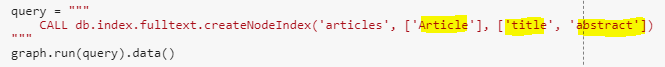 query = """
    CALL db.index.fulltext.createNodeIndex('articles', ['Article'], ['title', 'abstract'])
"""
graph.run(query).data()